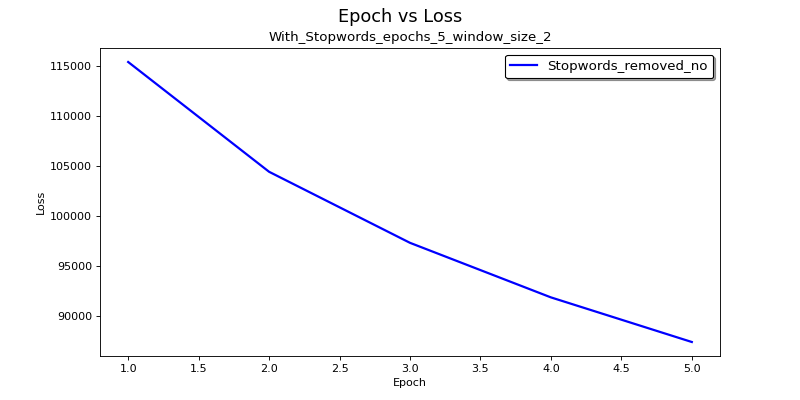 Epoch vs Loss
With_Stopwords_epochs_5_window_size_2
Stopwords_removed_no
115000
110000
105000
100000
95000
90000
Loss
1.0 1.5 2.0 2.5 3.0 3.5 4.0 4.5 5.0
Epoch